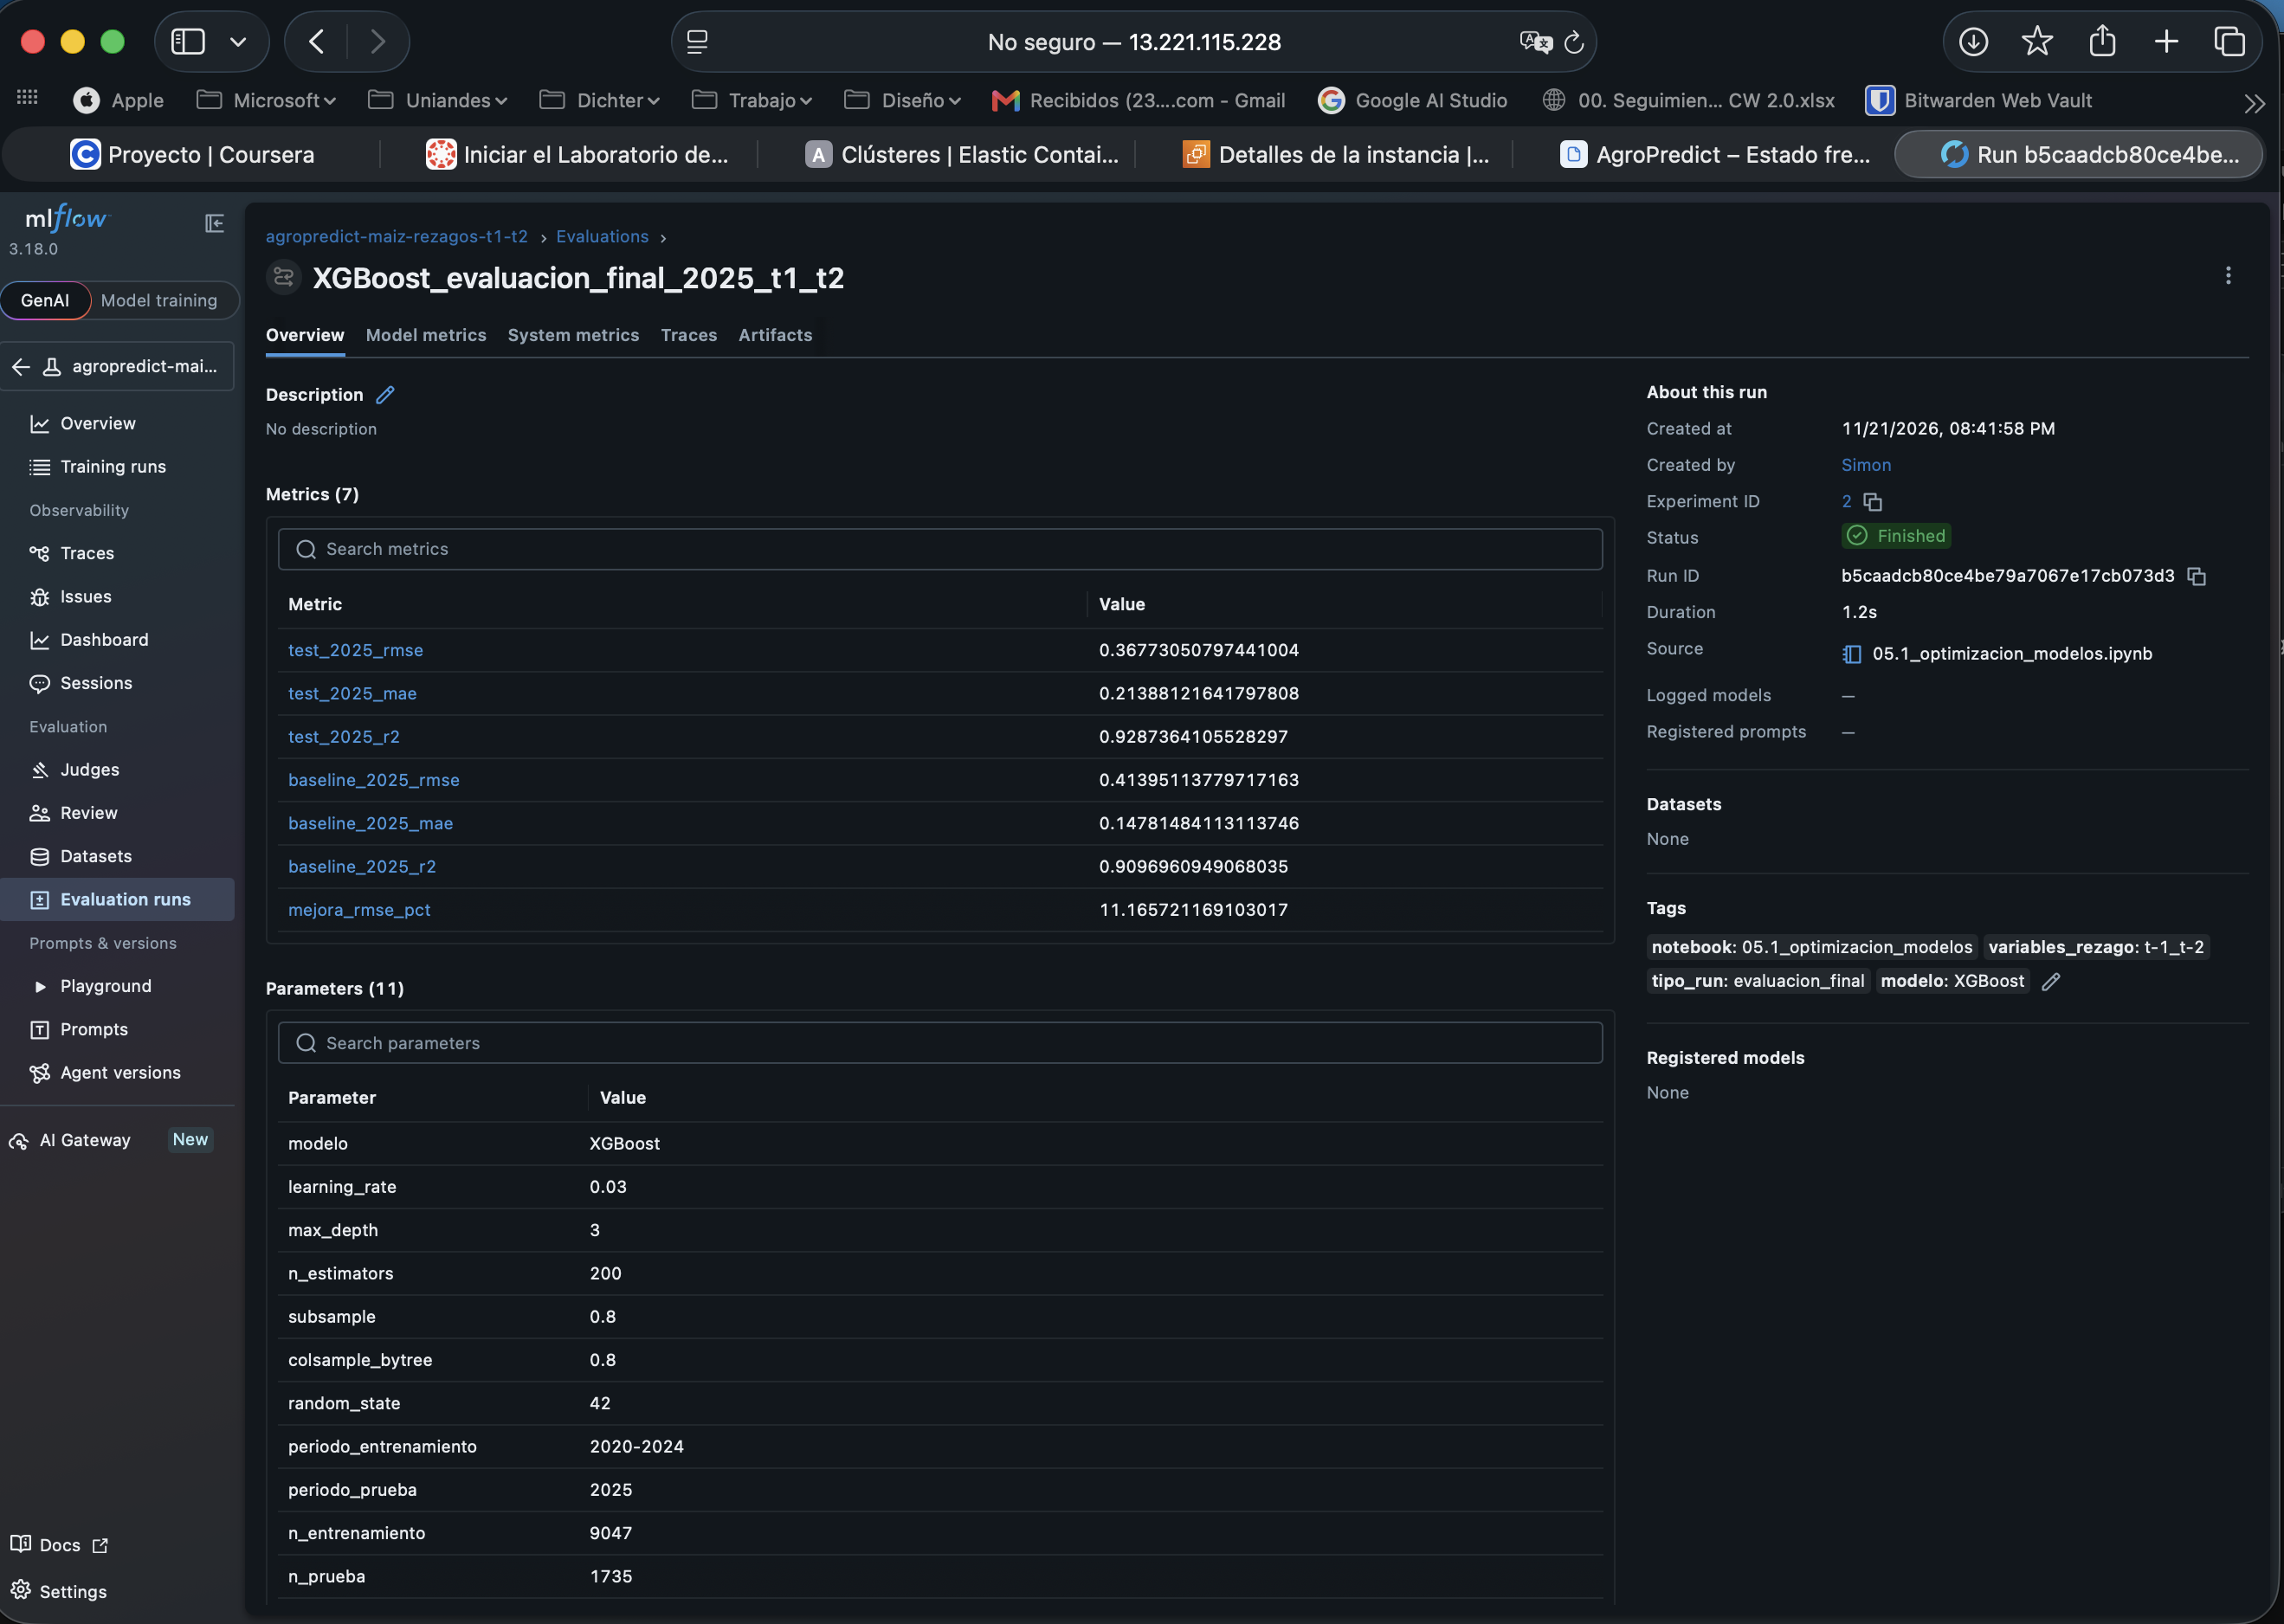 No seguro — 13.221.115.228
Apple Microsoft Uniandes Dichter Trabajo Diseño Recibidos (23....com - Gmail Google AI Studio 00. Seguimien... CW 2.0.xlsx Bitwarden Web Vault
Proyecto | Coursera Iniciar el Laboratorio de... A Clústeres | Elastic Contai... Detalles de la instancia |... AgroPredict – Estado fre... Run b5caadcb80ce4be...
mlflow
3.18.0
GenAI Model training
agropredict-mai...
Overview
Training runs
Observability
Traces
Issues
Dashboard
Sessions
Evaluation
Judges
Review
Datasets
Evaluation runs
Prompts & versions
Playground
Prompts
Agent versions
AI Gateway New
Docs
Settings
agropredict-maiz-rezagos-t1-t2 › Evaluations ›
XGBoost_evaluacion_final_2025_t1_t2
Overview Model metrics System metrics Traces Artifacts
Description
No description
Metrics (7)
Search metrics
Metric Value
test_2025_rmse 0.36773050797441004
test_2025_mae 0.21388121641797808
test_2025_r2 0.9287364105528297
baseline_2025_rmse 0.41395113779717163
baseline_2025_mae 0.14781484113113746
baseline_2025_r2 0.9096960949068035
mejora_rmse_pct 11.165721169103017
Parameters (11)
Search parameters
Parameter Value
modelo XGBoost
learning_rate 0.03
max_depth 3
n_estimators 200
subsample 0.8
colsample_bytree 0.8
random_state 42
periodo_entrenamiento 2020-2024
periodo_prueba 2025
n_entrenamiento 9047
n_prueba 1735
About this run
Created at 11/21/2026, 08:41:58 PM
Created by Simon
Experiment ID 2
Status Finished
Run ID b5caadcb80ce4be79a7067e17cb073d3
Duration 1.2s
Source 05.1_optimizacion_modelos.ipynb
Logged models —
Registered prompts —
Datasets
None
Tags
notebook: 05.1_optimizacion_modelos variables_rezago: t-1_t-2
tipo_run: evaluacion_final modelo: XGBoost
Registered models
None